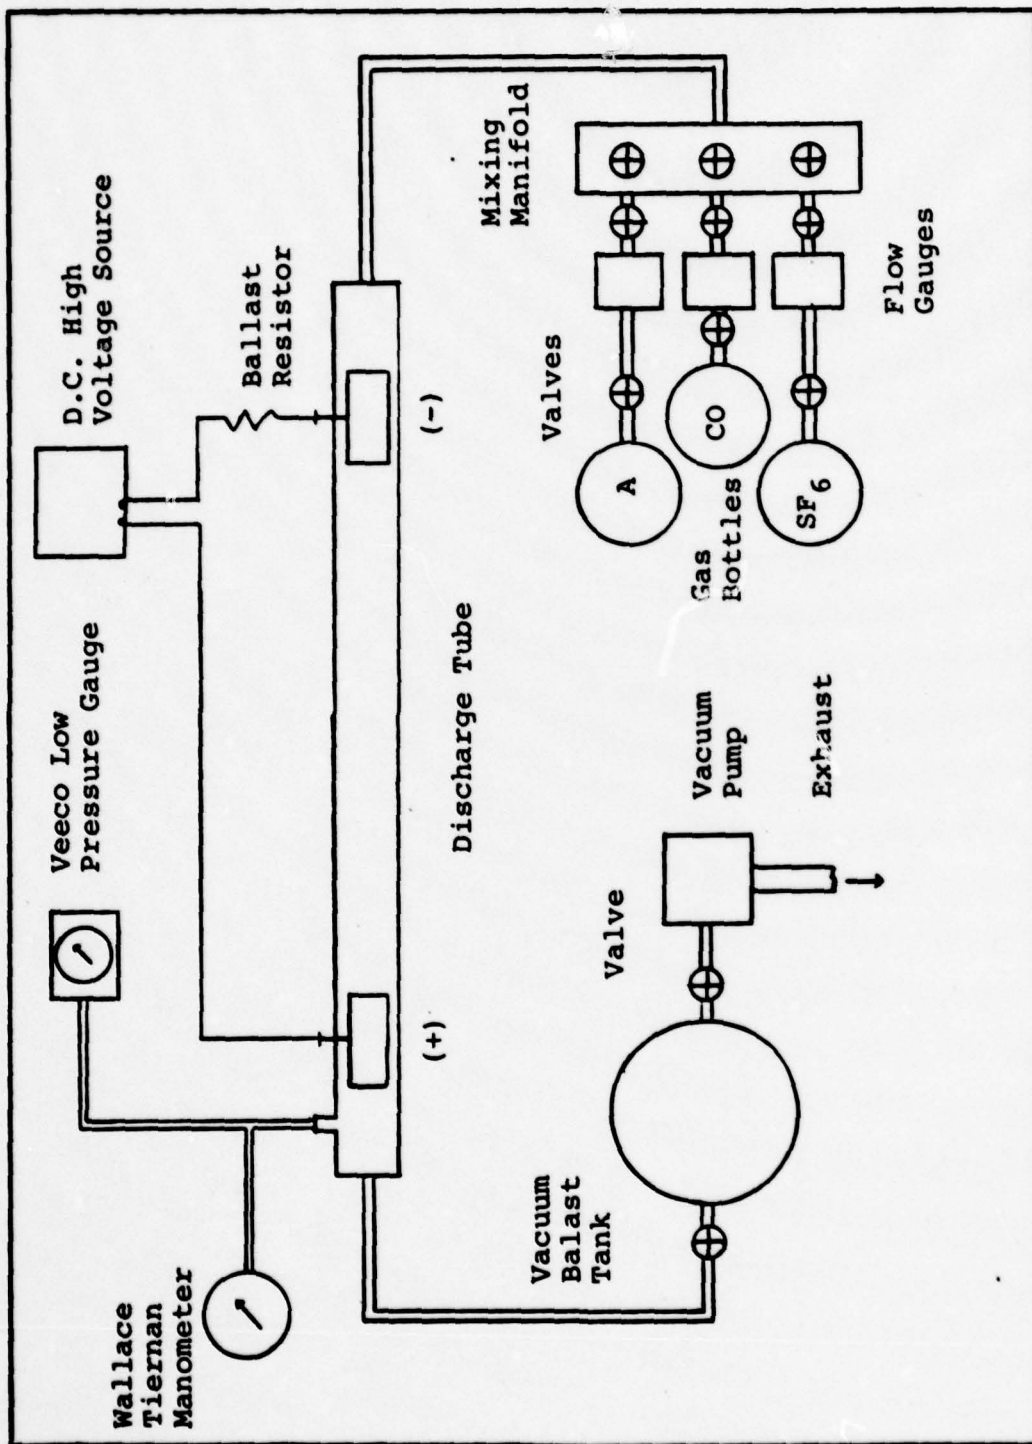 Wallace
Tiernan
Manometer
Veeco Low
Pressure Gauge
D.C. High
Voltage Source
Ballast
Resistor
(+)
(-)
Discharge Tube
Vacuum
Balast
Tank
Valve
Vacuum
Pump
Exhaust
Valves
Mixing
Manifold
A
CO
SF6
Gas
Bottles
Flow
Gauges